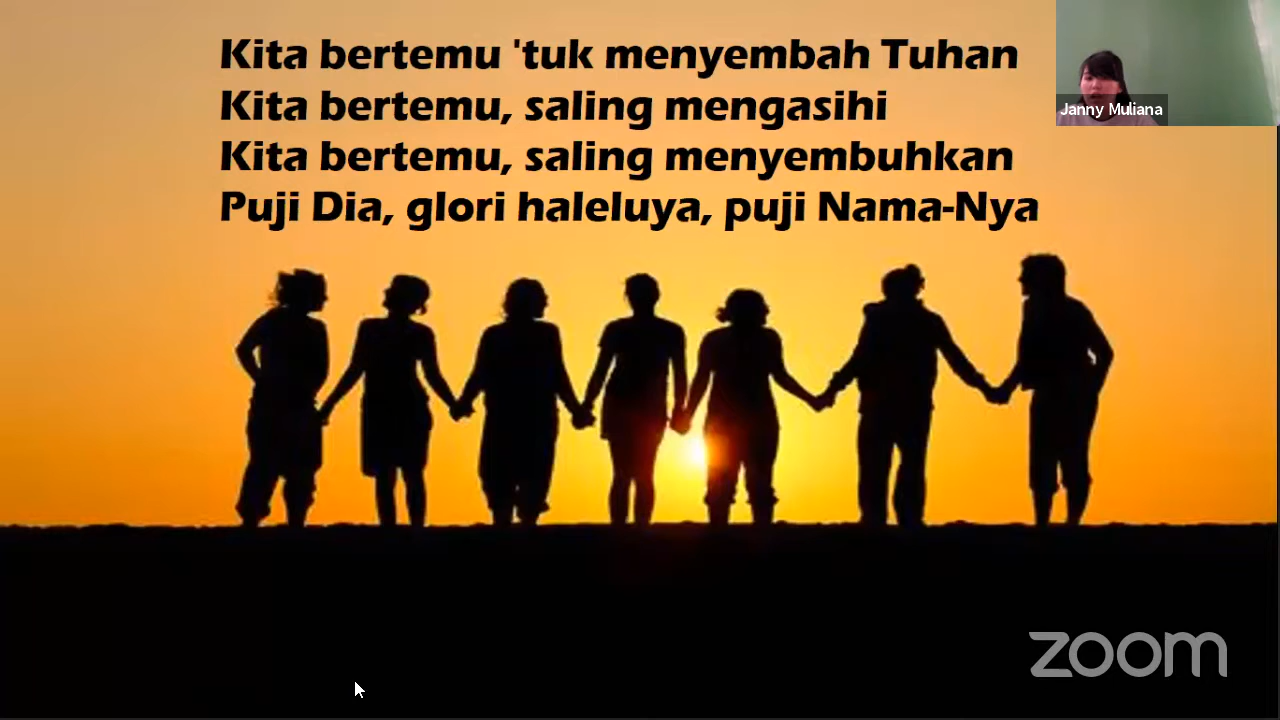 Kita bertemu 'tuk menyembah Tuhan
Kita bertemu, saling mengasihi
Kita bertemu, saling menyembuhkan
Puji Dia, glori haleluya, puji Nama-Nya
Janny Muliana
zoom